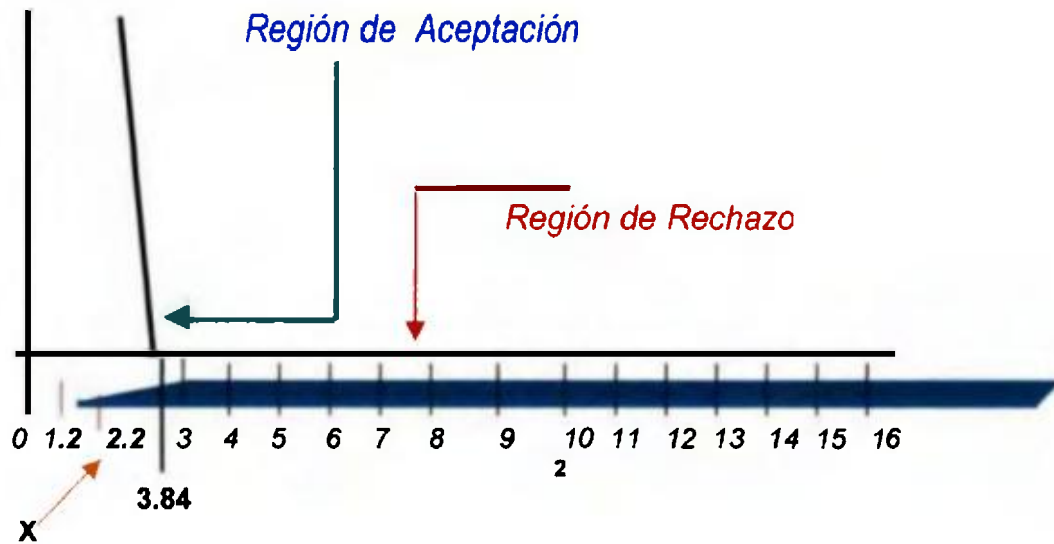 Región de Aceptación
Región de Rechazo
0 1.2 2.2 3 4 5 6 7 8 9 10 11 12 13 14 15 16
2
3.84
X